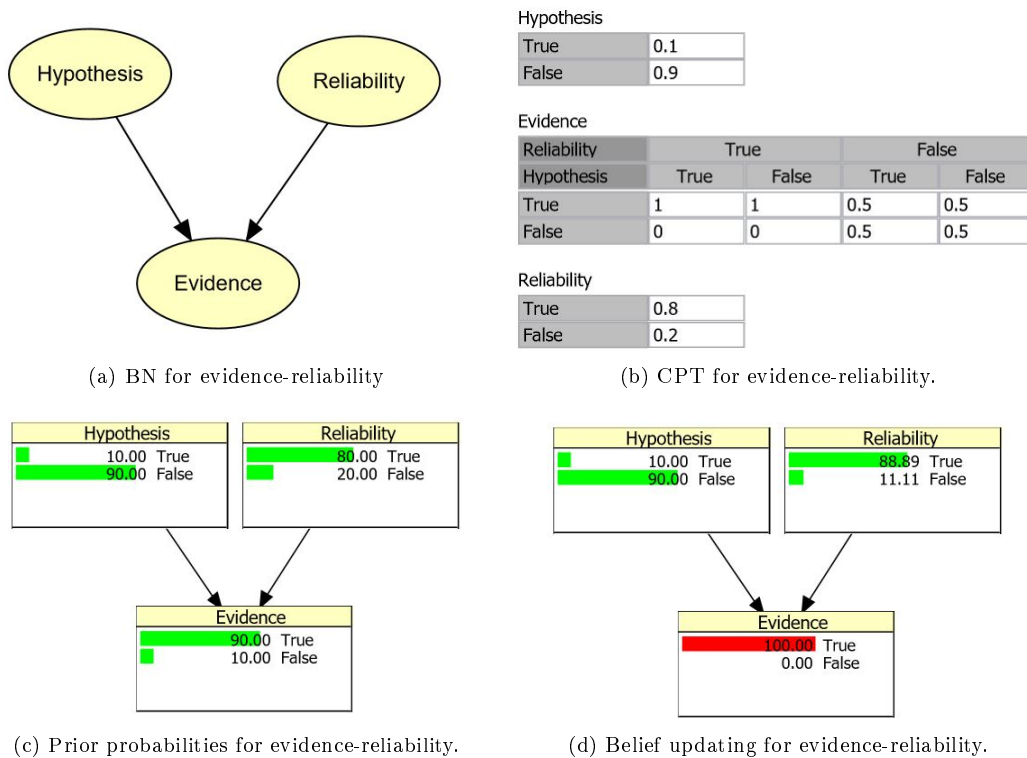 Hypothesis
Reliability
Evidence
(a) BN for evidence-reliability
Hypothesis
True 0.1
False 0.9
Evidence
Reliability True False
Hypothesis True False True False
True 1 1 0.5 0.5
False 0 0 0.5 0.5
Reliability
True 0.8
False 0.2
(b) CPT for evidence-reliability.
Hypothesis
10.00 True
90.00 False
Reliability
80.00 True
20.00 False
Evidence
90.00 True
10.00 False
(c) Prior probabilities for evidence-reliability.
Hypothesis
10.00 True
90.00 False
Reliability
88.89 True
11.11 False
Evidence
100.00 True
0.00 False
(d) Belief updating for evidence-reliability.